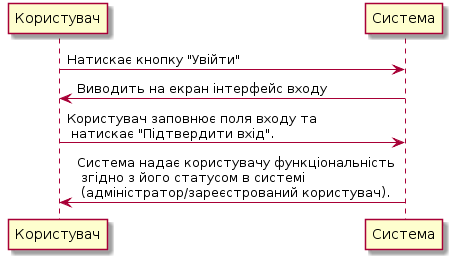 Користувач
Система
Натискає кнопку "Увійти"
Виводить на екран інтерфейс входу
Користувач заповнює поля входу та
натискає "Підтвердити вхід".
Система надає користувачу функціональність
згідно з його статусом в системі
(адміністратор/зареєстрований користувач).
Користувач
Система